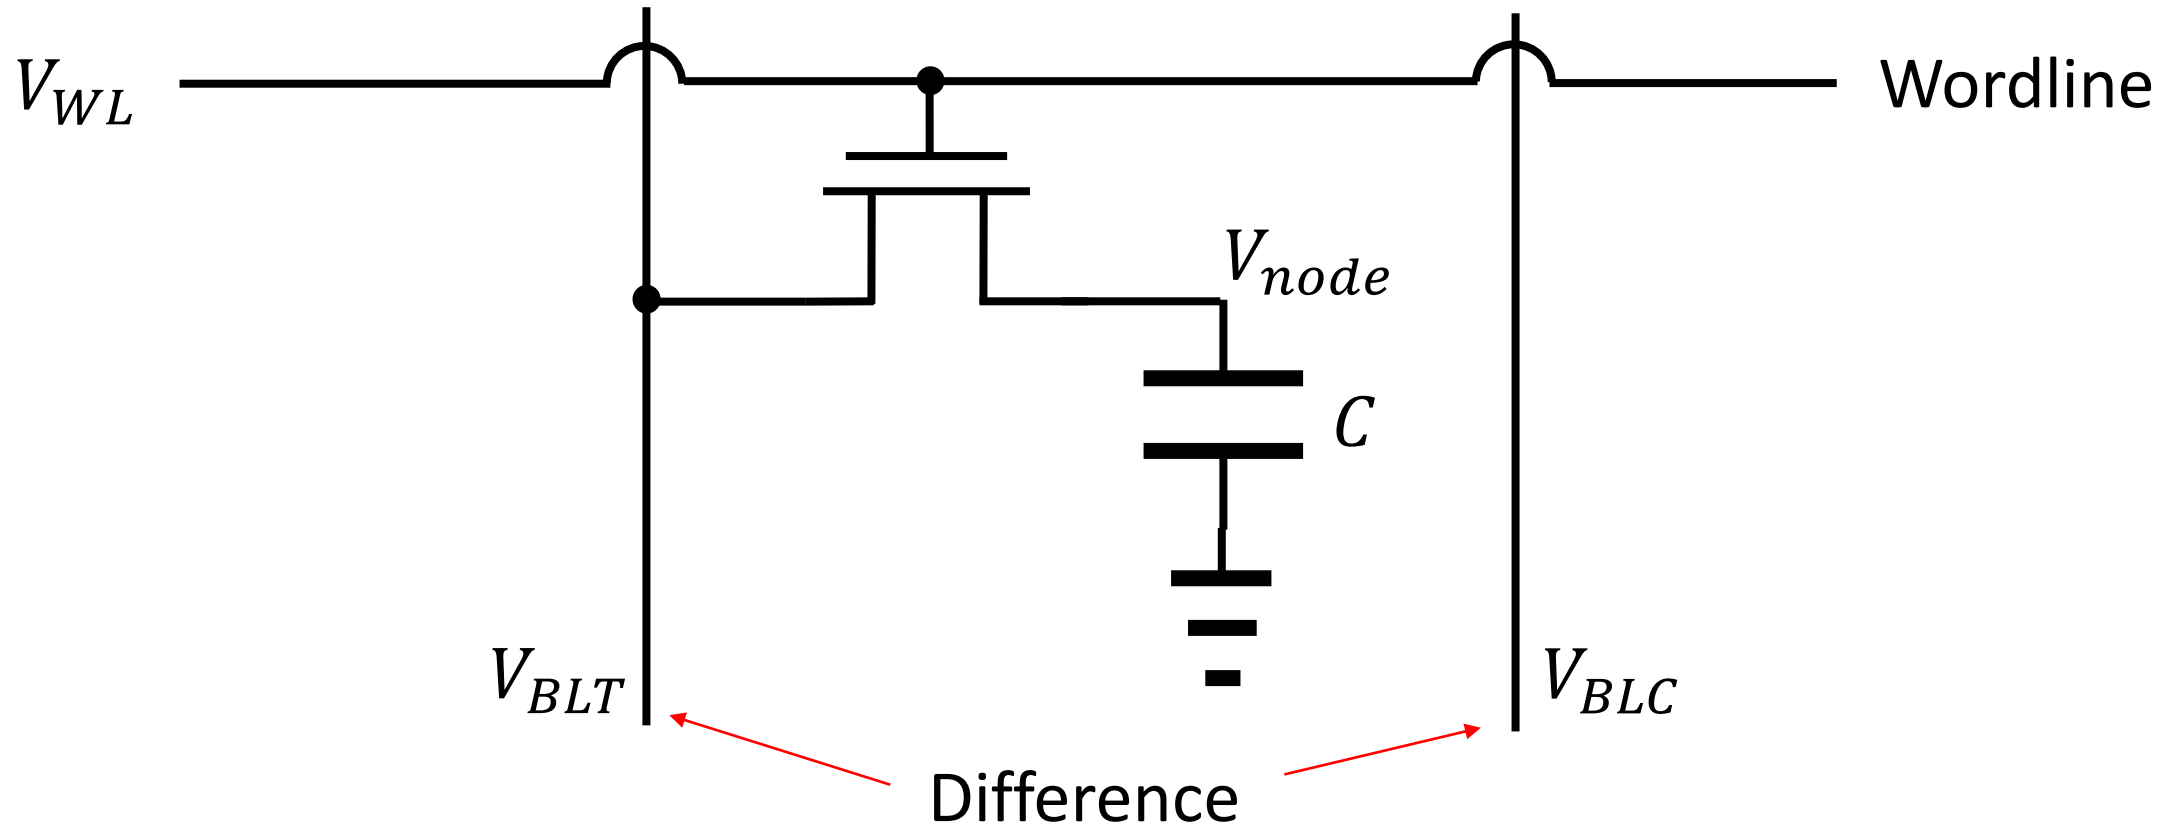 V_WL
Wordline
V_node
C
V_BLT
V_BLC
Difference